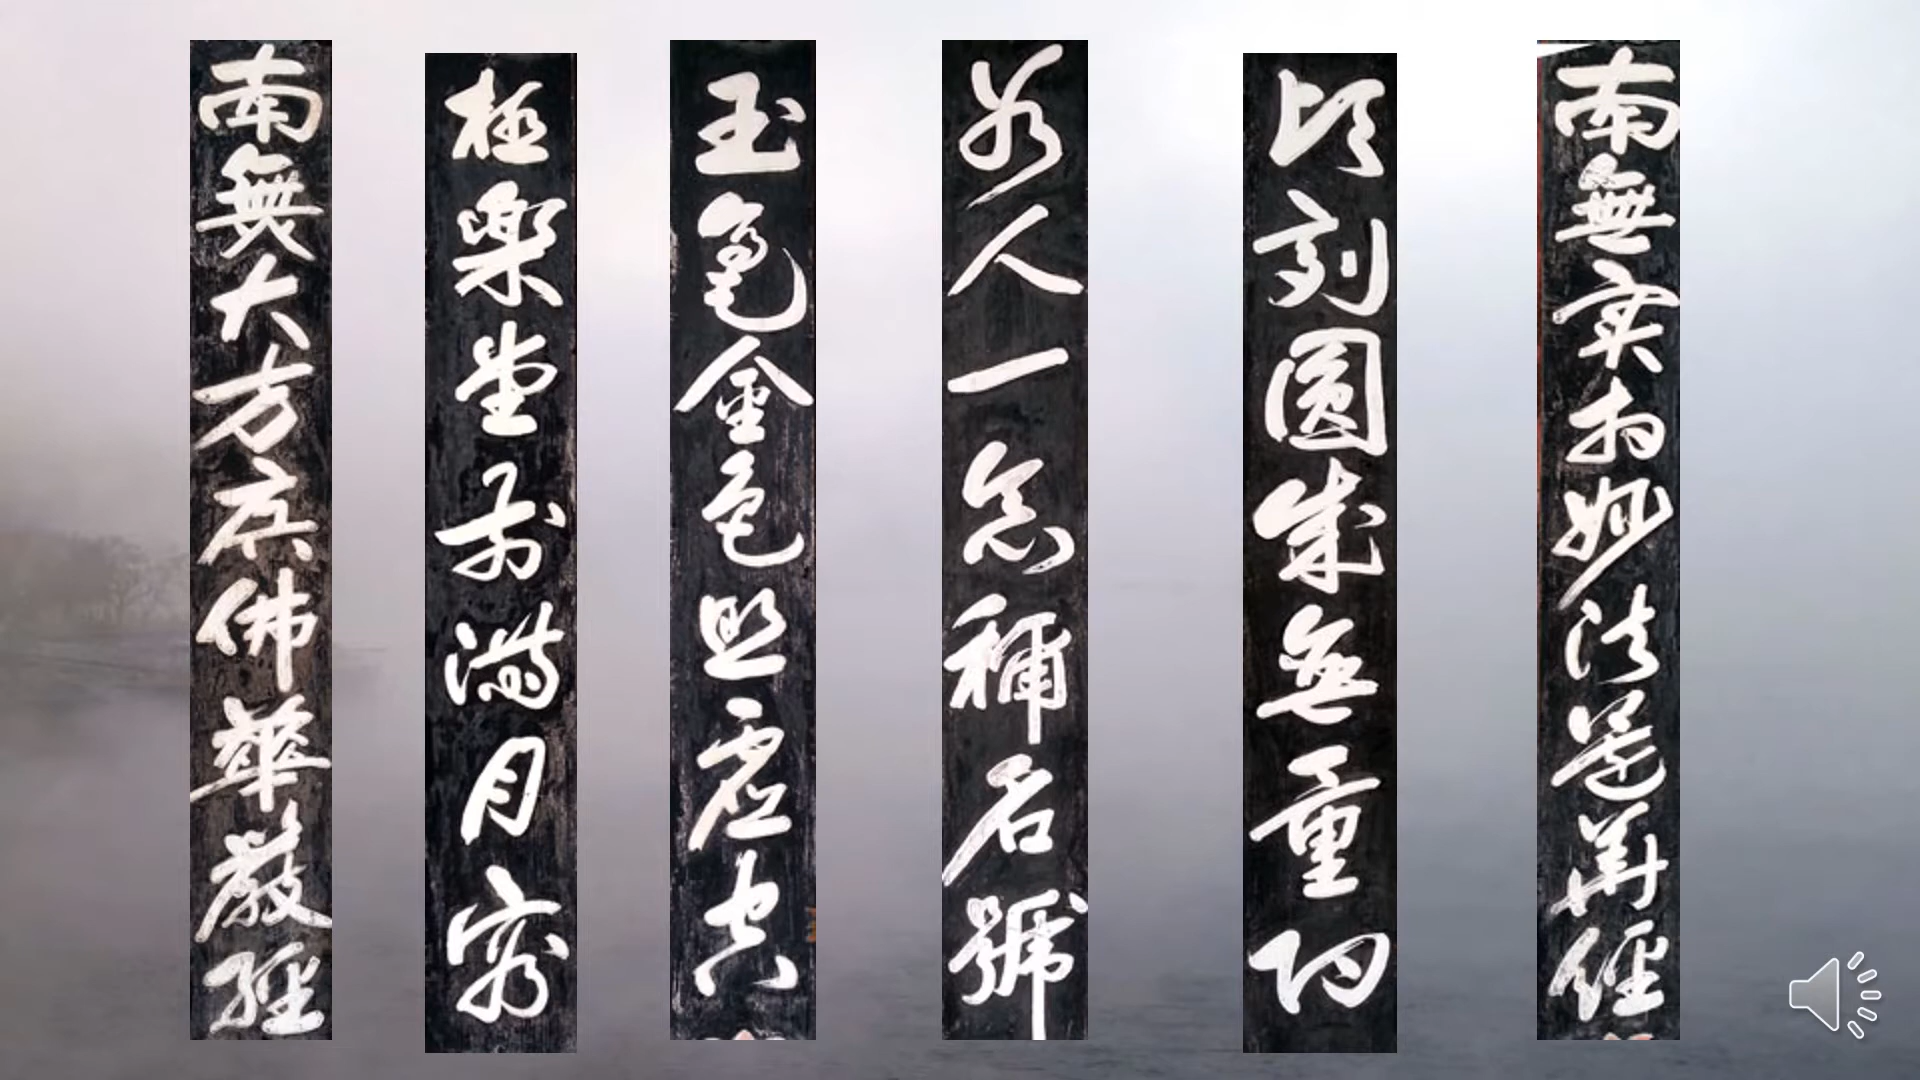 南無大方廣佛華嚴經
極樂堂前滿月容
玉毫金色照虛空
若人一念稱名號
頃刻圓成無量功
南無實相妙法蓮華經